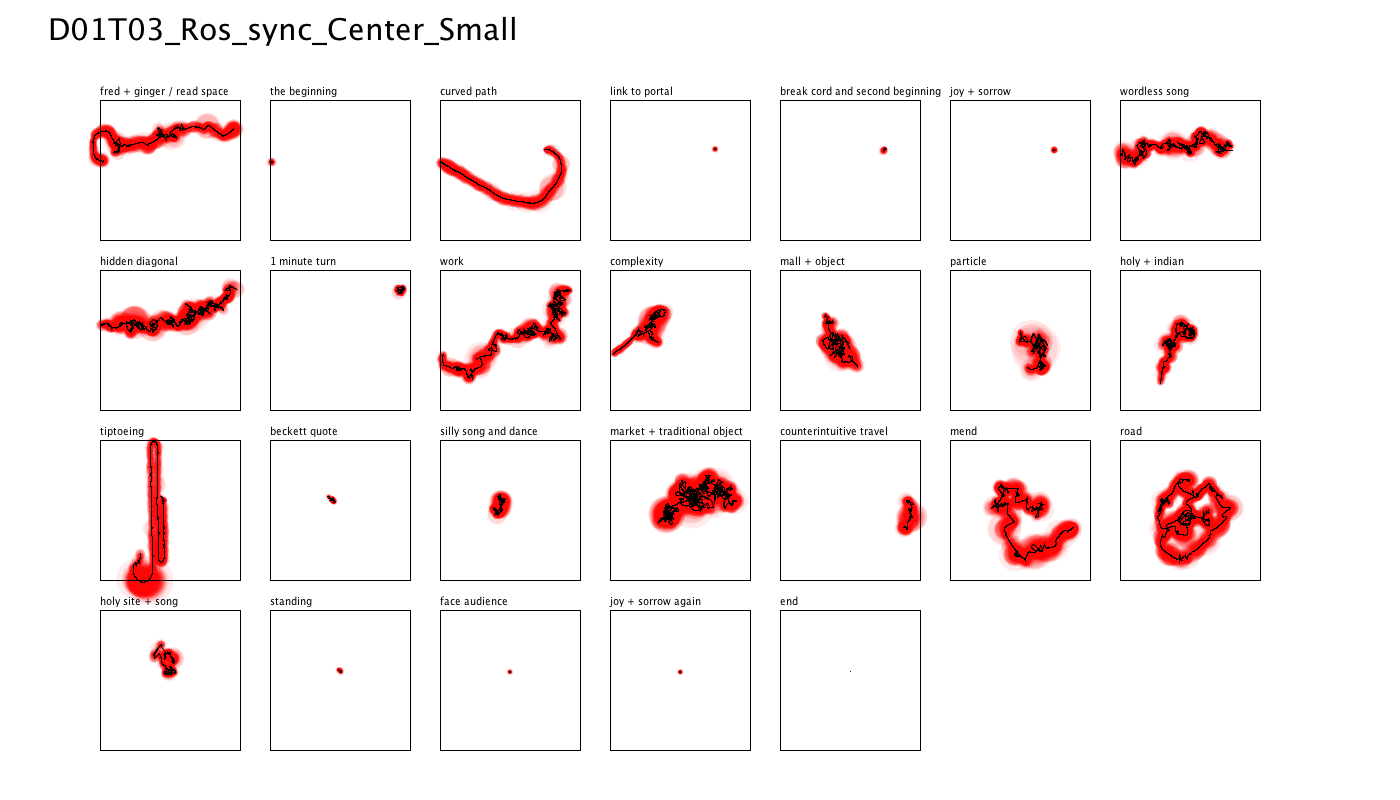 D01T03_Ros_sync_Center_Small
fred + ginger / read space
the beginning
curved path
link to portal
break cord and second beginning
joy + sorrow
wordless song
hidden diagonal
1 minute turn
work
complexity
mall + object
particle
holy + indian
tiptoeing
beckett quote
silly song and dance
market + traditional object
counterintuitive travel
mend
road
holy site + song
standing
face audience
joy + sorrow again
end